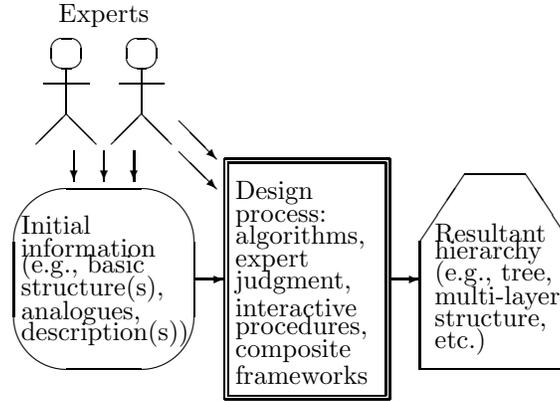 Experts
Initial
information
(e.g., basic
structure(s),
analogues,
description(s))
Design
process:
algorithms,
expert
judgment,
interactive
procedures,
composite
frameworks
Resultant
hierarchy
(e.g., tree,
multi-layer
structure,
etc.)